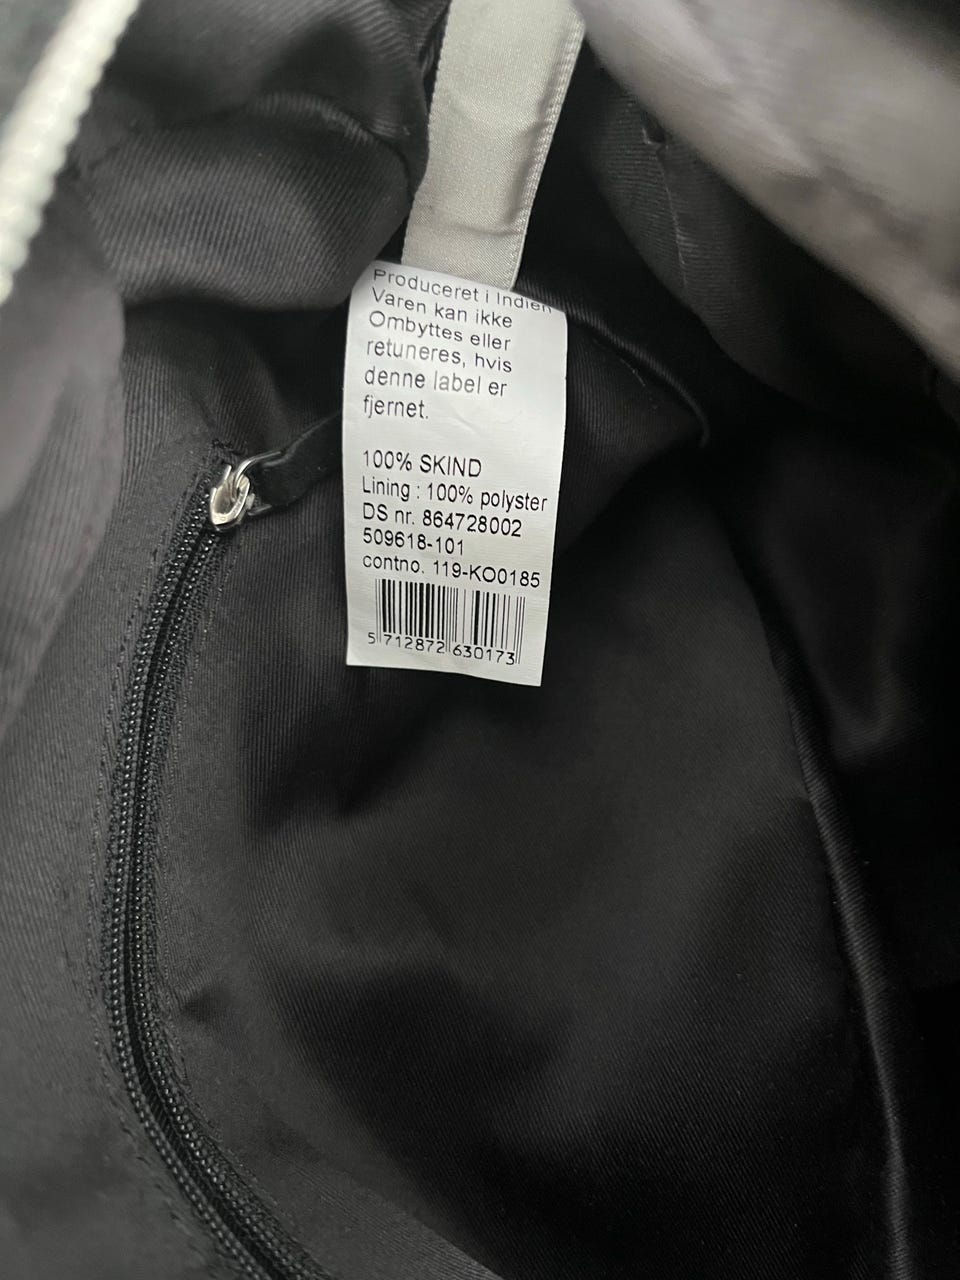 Produceret i Indien
Varen kan ikke
Ombyttes eller
retuneres, hvis
denne label er
fjernet.
100% SKIND
Lining : 100% polyster
DS nr. 864728002
509618-101
contno. 119-KO0185
5 712872 630173